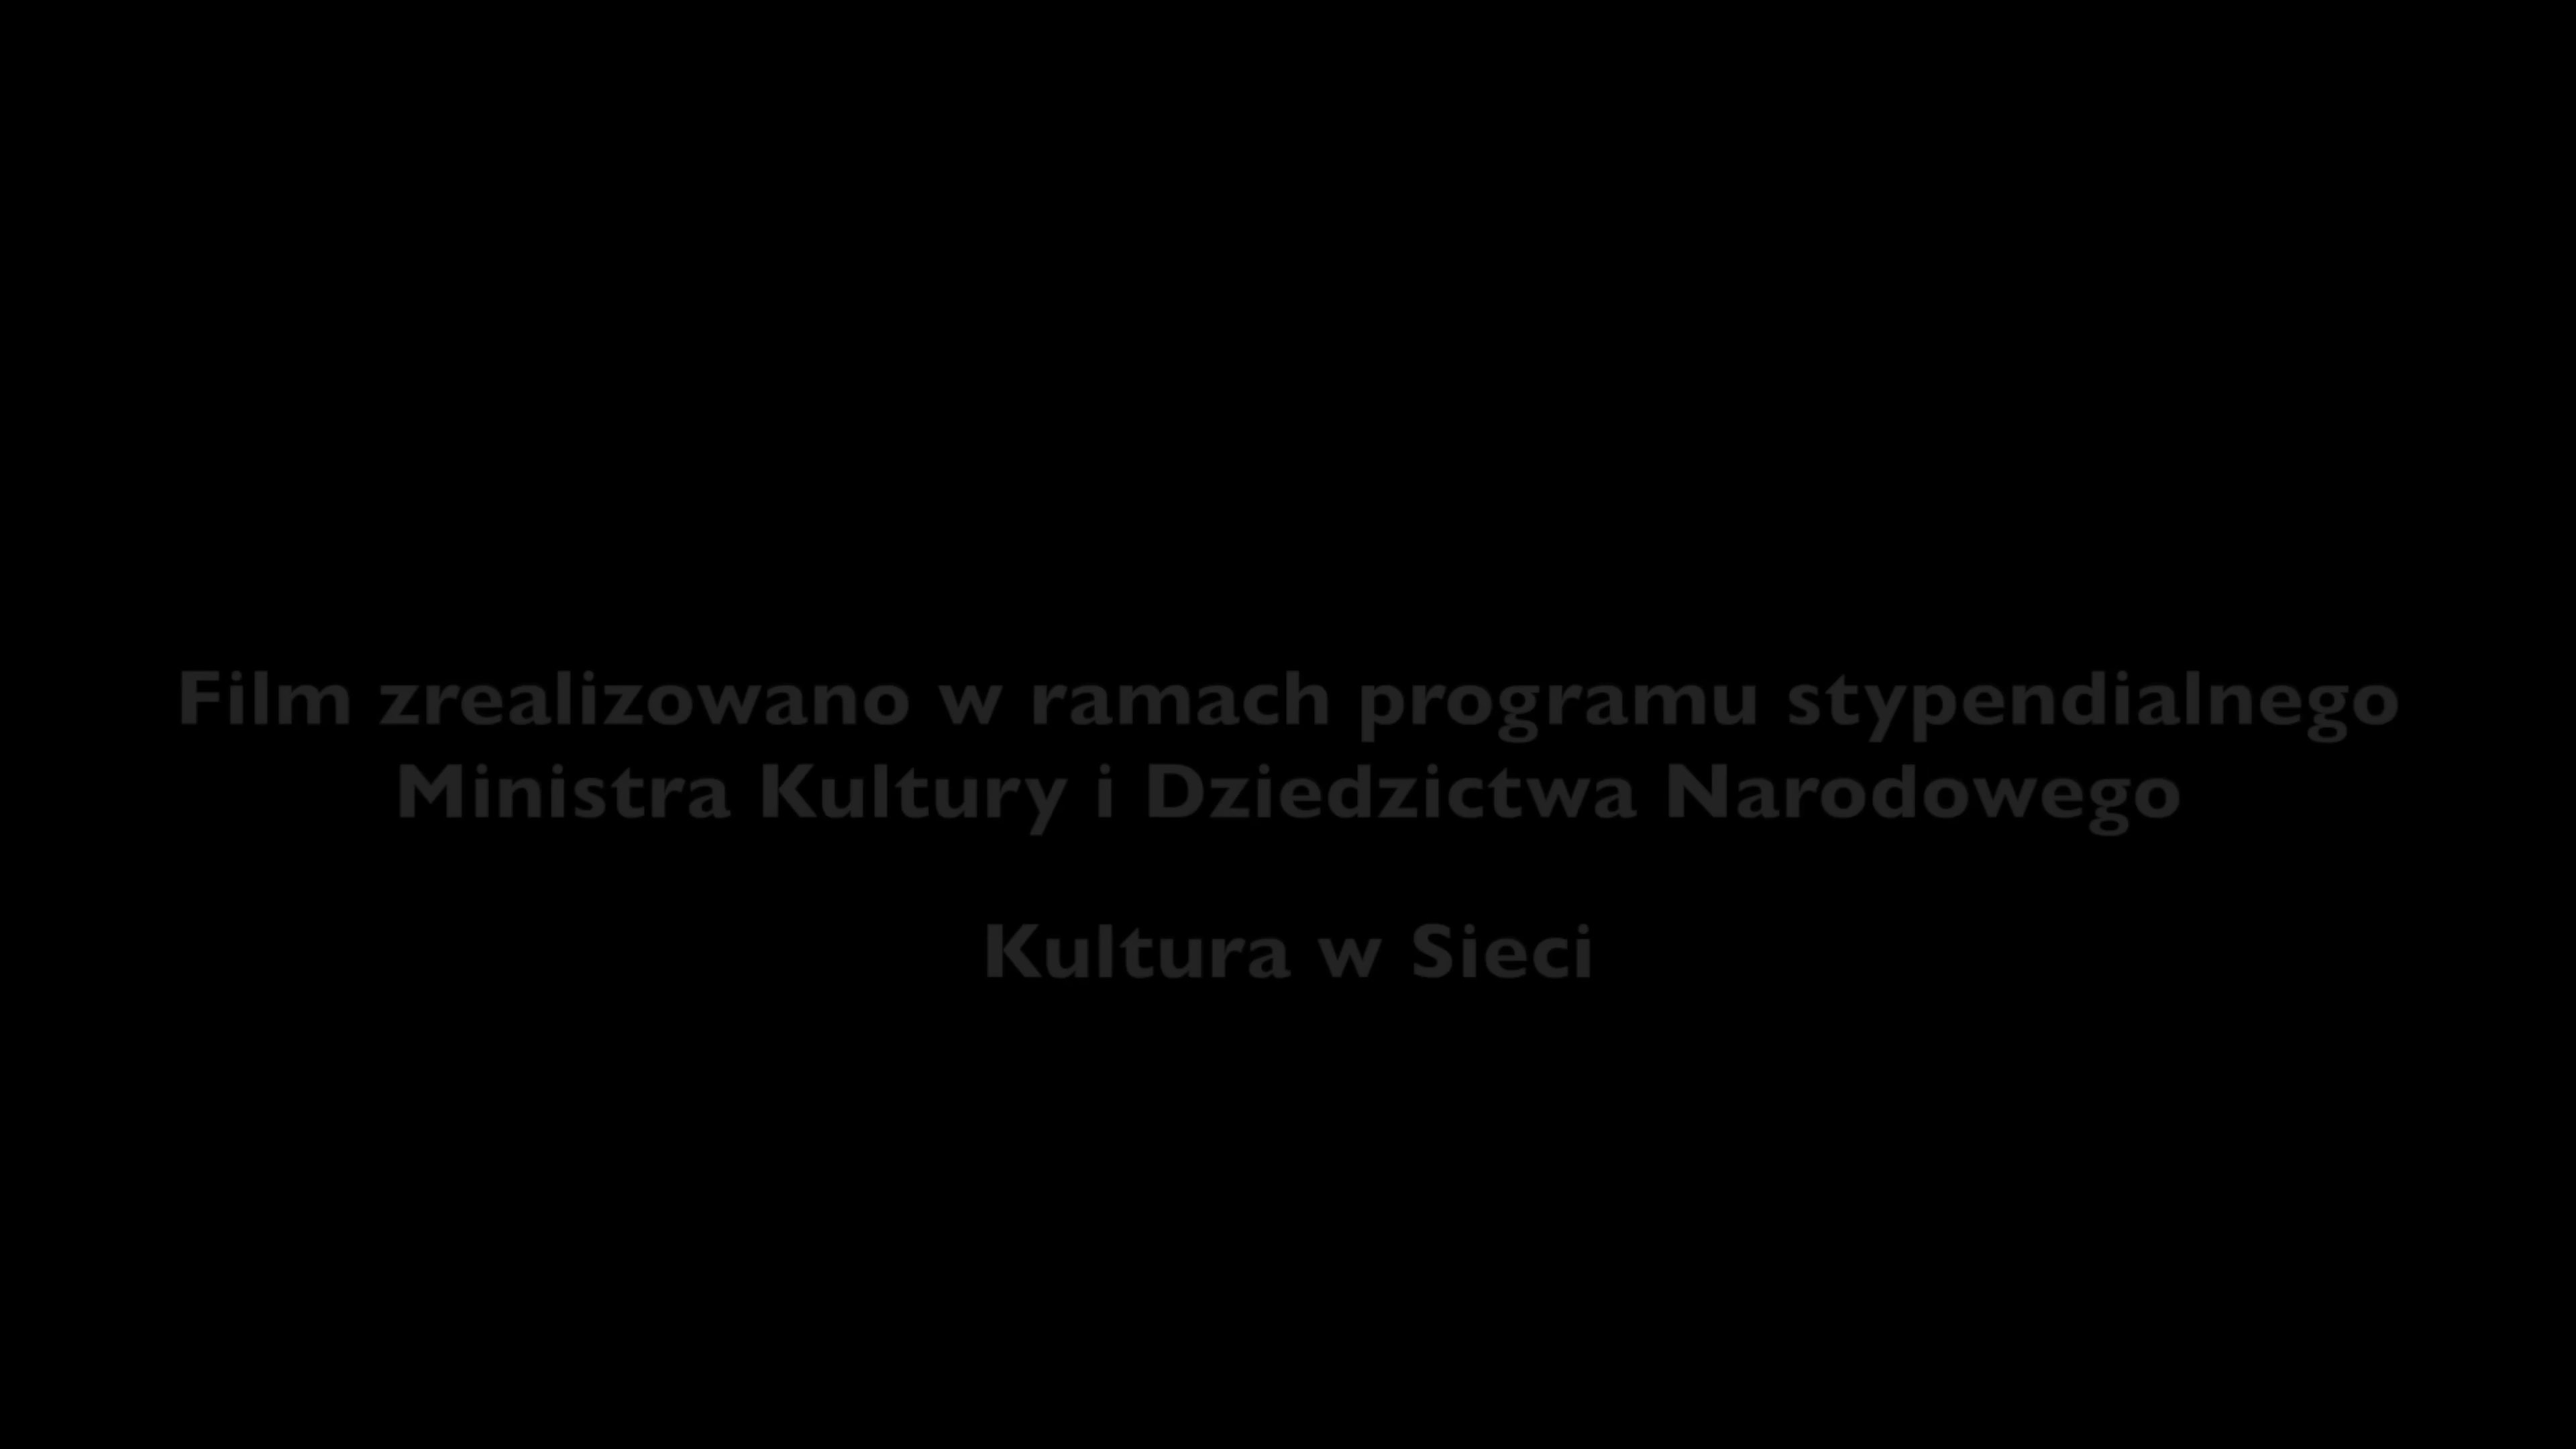 Film zrealizowano w ramach programu stypendialnego
Ministra Kultury i Dziedzictwa Narodowego
Kultura w Sieci